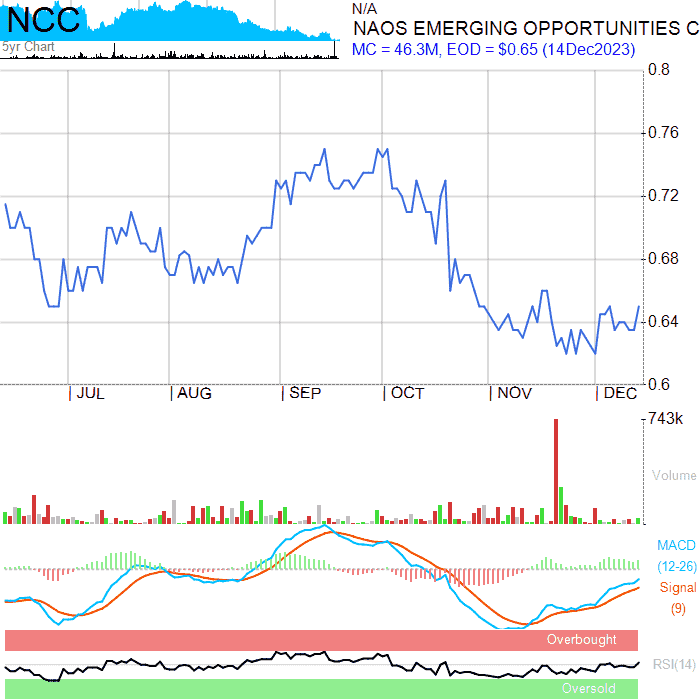 NCC
5yr Chart
N/A
NAOS EMERGING OPPORTUNITIES C
MC = 46.3M, EOD = $0.65 (14Dec2023)
0.8
0.76
0.72
0.68
0.64
0.6
JUL AUG SEP OCT NOV DEC
743k
Volume
MACD
(12-26)
Signal
(9)
Overbought
RSI(14)
Oversold